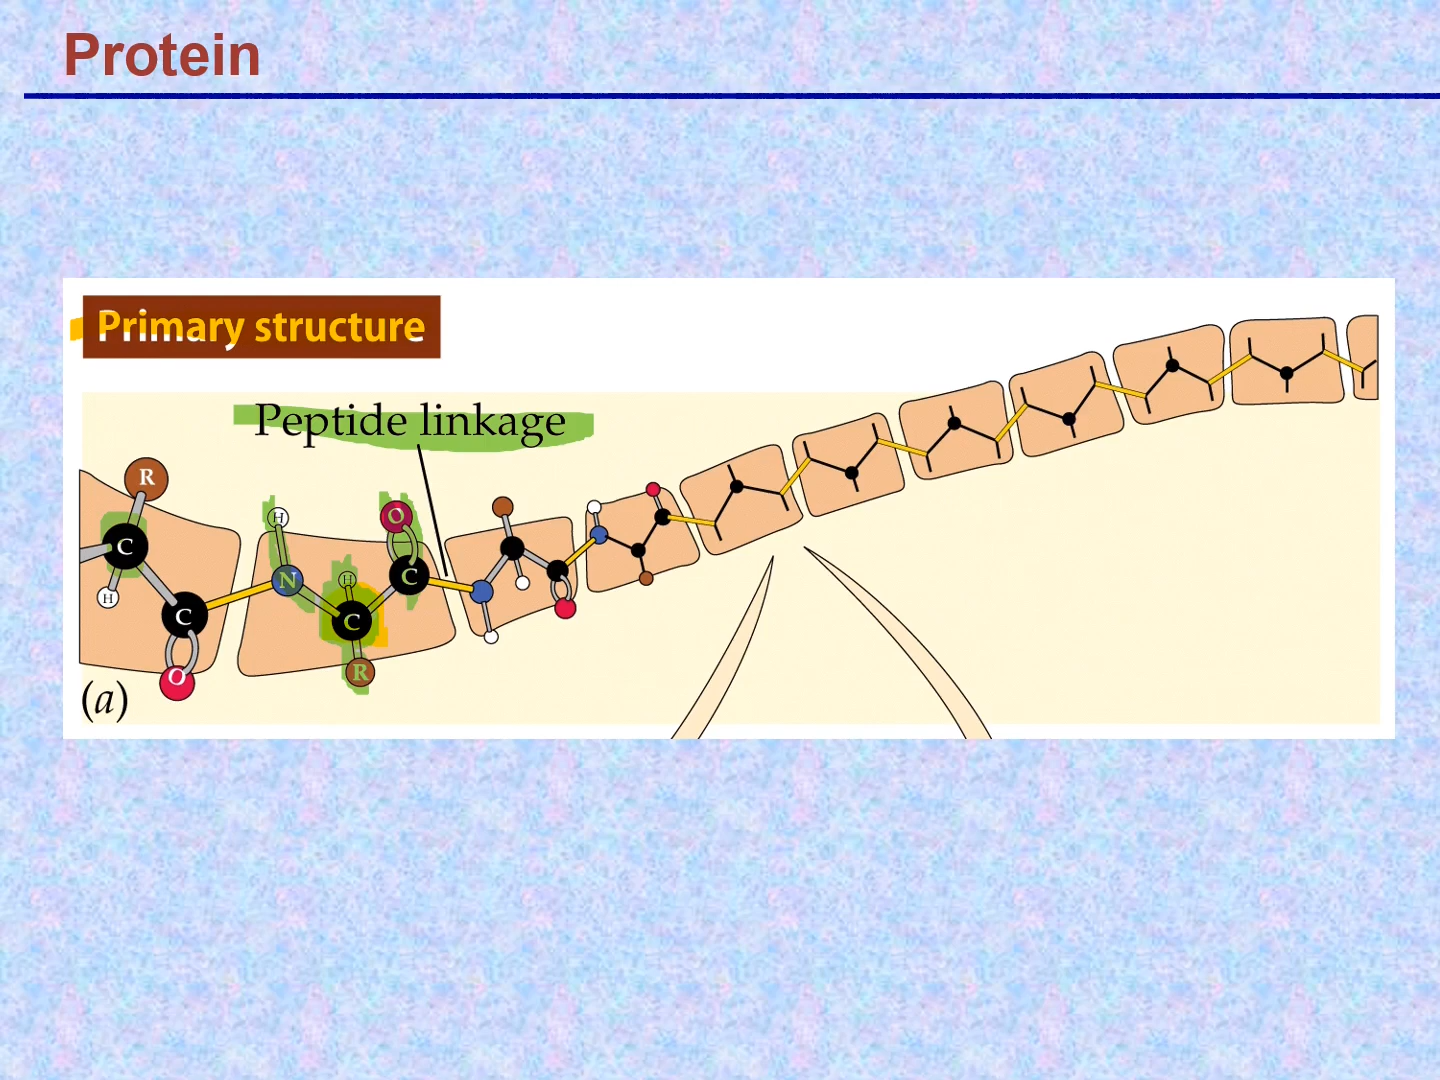 Protein
Primary structure
Peptide linkage
R
C
H
C
O
H
N
H
C
R
O
C
(a)